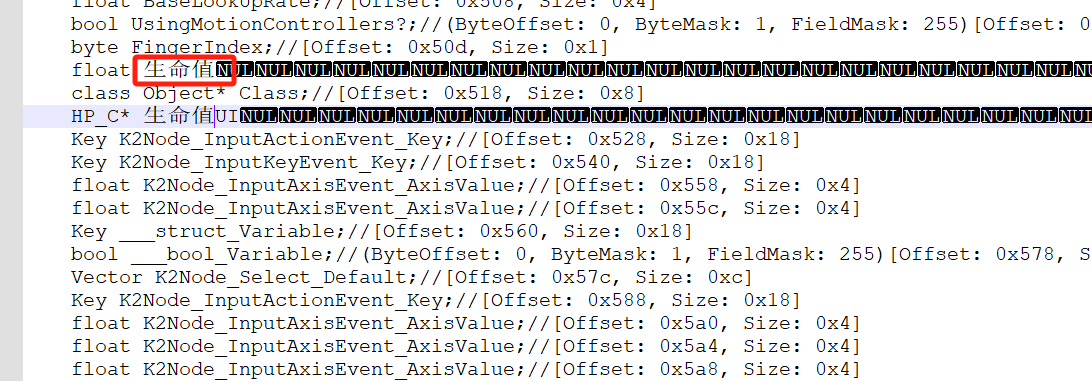 float BaseLookUpRate;//[Offset: 0x508, Size: 0x4]
bool UsingMotionControllers?;//(ByteOffset: 0, ByteMask: 1, FieldMask: 255)[Offset: 0
byte FingerIndex;//[Offset: 0x50d, Size: 0x1]
float 生命值NULNULNULNULNULNULNULNULNULNULNULNULNULNULNULNULNULNULNULNULNULNUL
class Object* Class;//[Offset: 0x518, Size: 0x8]
HP_C* 生命值UINULNULNULNULNULNULNULNULNULNULNULNULNULNULNULNULNULNULNULNULNULNUL
Key K2Node_InputActionEvent_Key;//[Offset: 0x528, Size: 0x18]
Key K2Node_InputKeyEvent_Key;//[Offset: 0x540, Size: 0x18]
float K2Node_InputAxisEvent_AxisValue;//[Offset: 0x558, Size: 0x4]
float K2Node_InputAxisEvent_AxisValue;//[Offset: 0x55c, Size: 0x4]
Key ___struct_Variable;//[Offset: 0x560, Size: 0x18]
bool ___bool_Variable;//(ByteOffset: 0, ByteMask: 1, FieldMask: 255)[Offset: 0x578, S
Vector K2Node_Select_Default;//[Offset: 0x57c, Size: 0xc]
Key K2Node_InputActionEvent_Key;//[Offset: 0x588, Size: 0x18]
float K2Node_InputAxisEvent_AxisValue;//[Offset: 0x5a0, Size: 0x4]
float K2Node_InputAxisEvent_AxisValue;//[Offset: 0x5a4, Size: 0x4]
float K2Node_InputAxisEvent_AxisValue;//[Offset: 0x5a8, Size: 0x4]